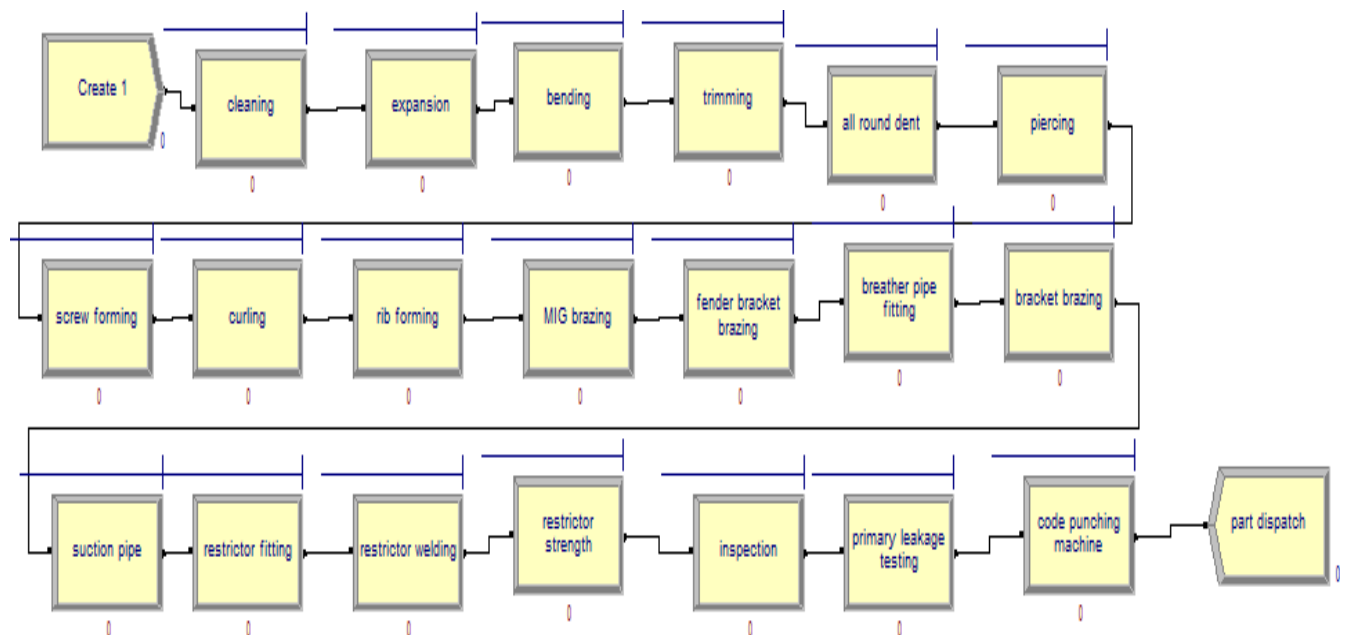 Create 1
0
cleaning
0
expansion
0
bending
0
trimming
0
all round dent
0
piercing
0
screw forming
0
curling
0
rib forming
0
MIG brazing
0
fender bracket
brazing
0
breather pipe
fitting
0
bracket brazing
0
suction pipe
0
restrictor fitting
0
restrictor welding
0
restrictor
strength
0
inspection
0
primary leakage
testing
0
code punching
machine
0
part dispatch
0